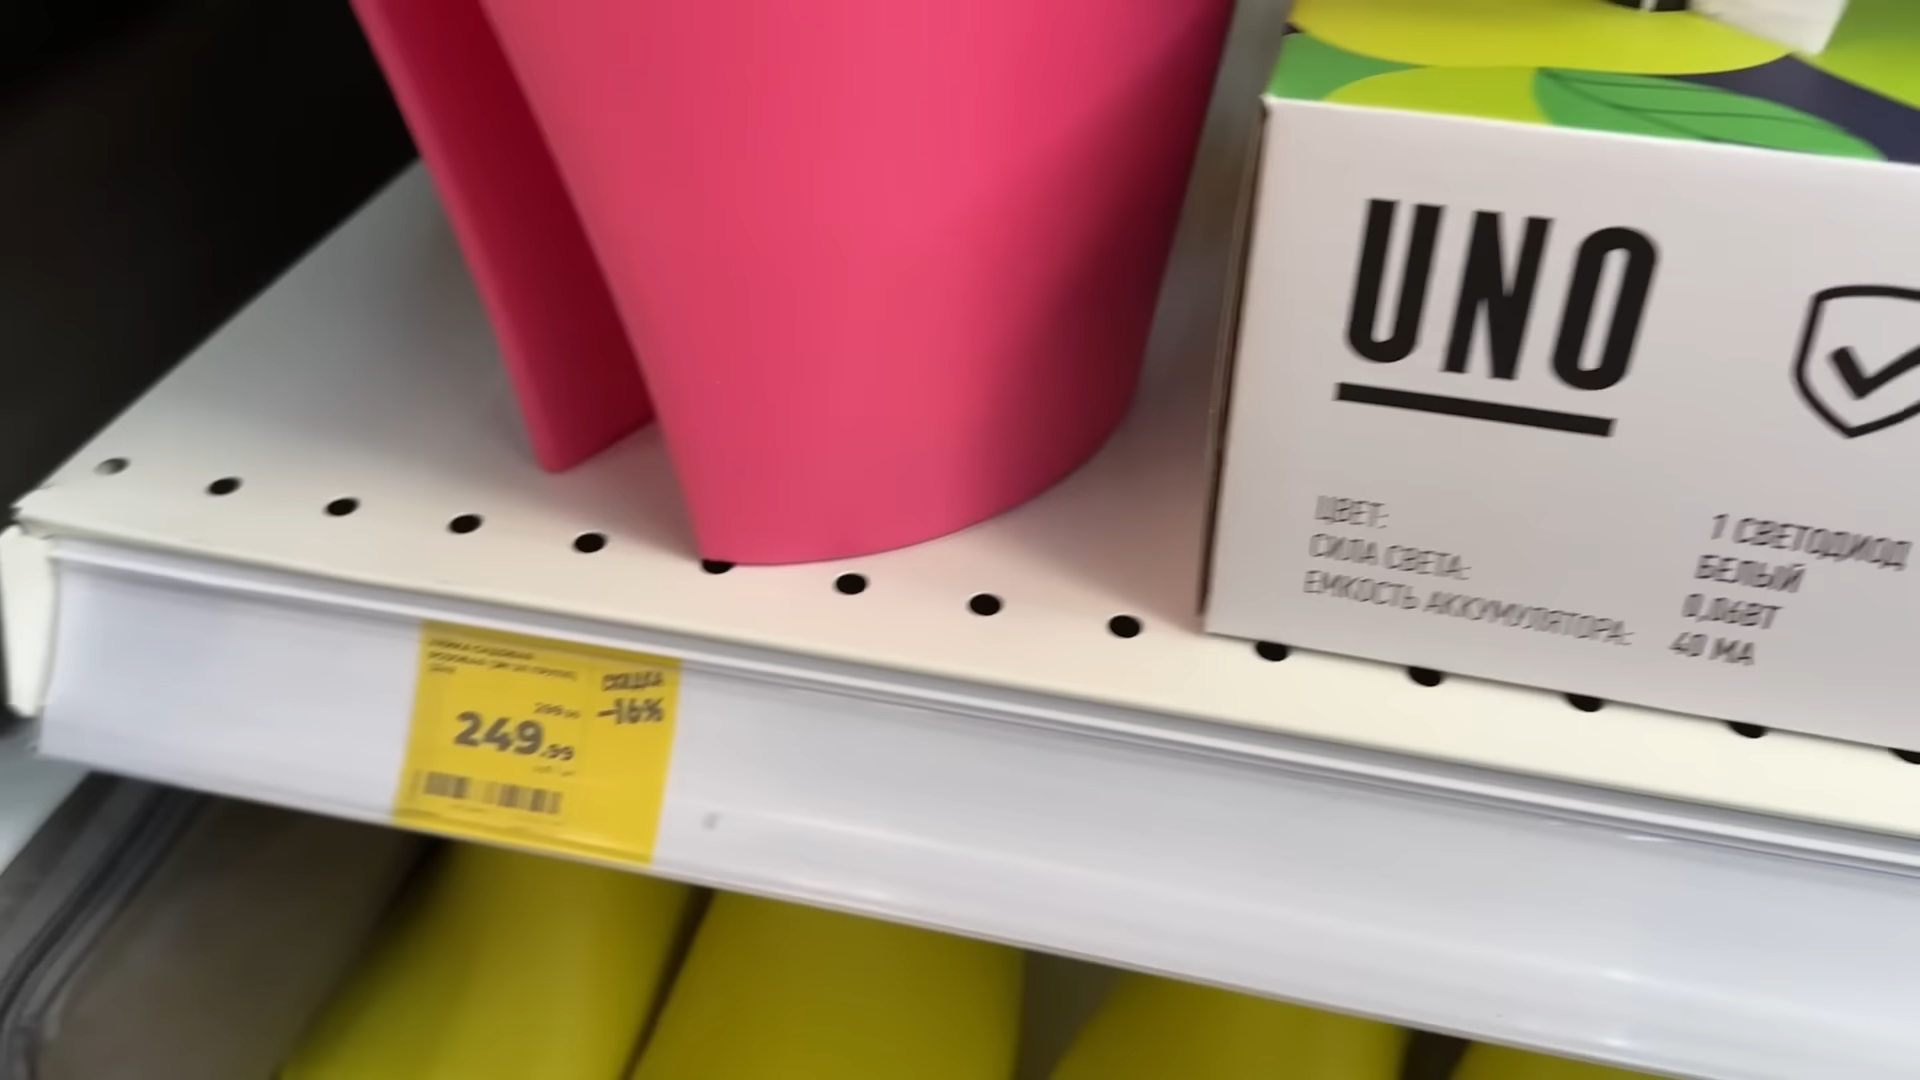 UNO
ЦВЕТ:
СИЛА СВЕТА:
ЕМКОСТЬ АККУМУЛЯТОРА:
1 СВЕТОДИОД
БЕЛЫЙ
0,06ВТ
40 МА
СКИДКА
-16%
249.99